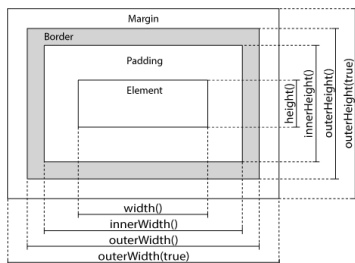 Margin
Border
Padding
Element
height()
innerHeight()
outerHeight()
outerHeight(true)
width()
innerWidth()
outerWidth()
outerWidth(true)